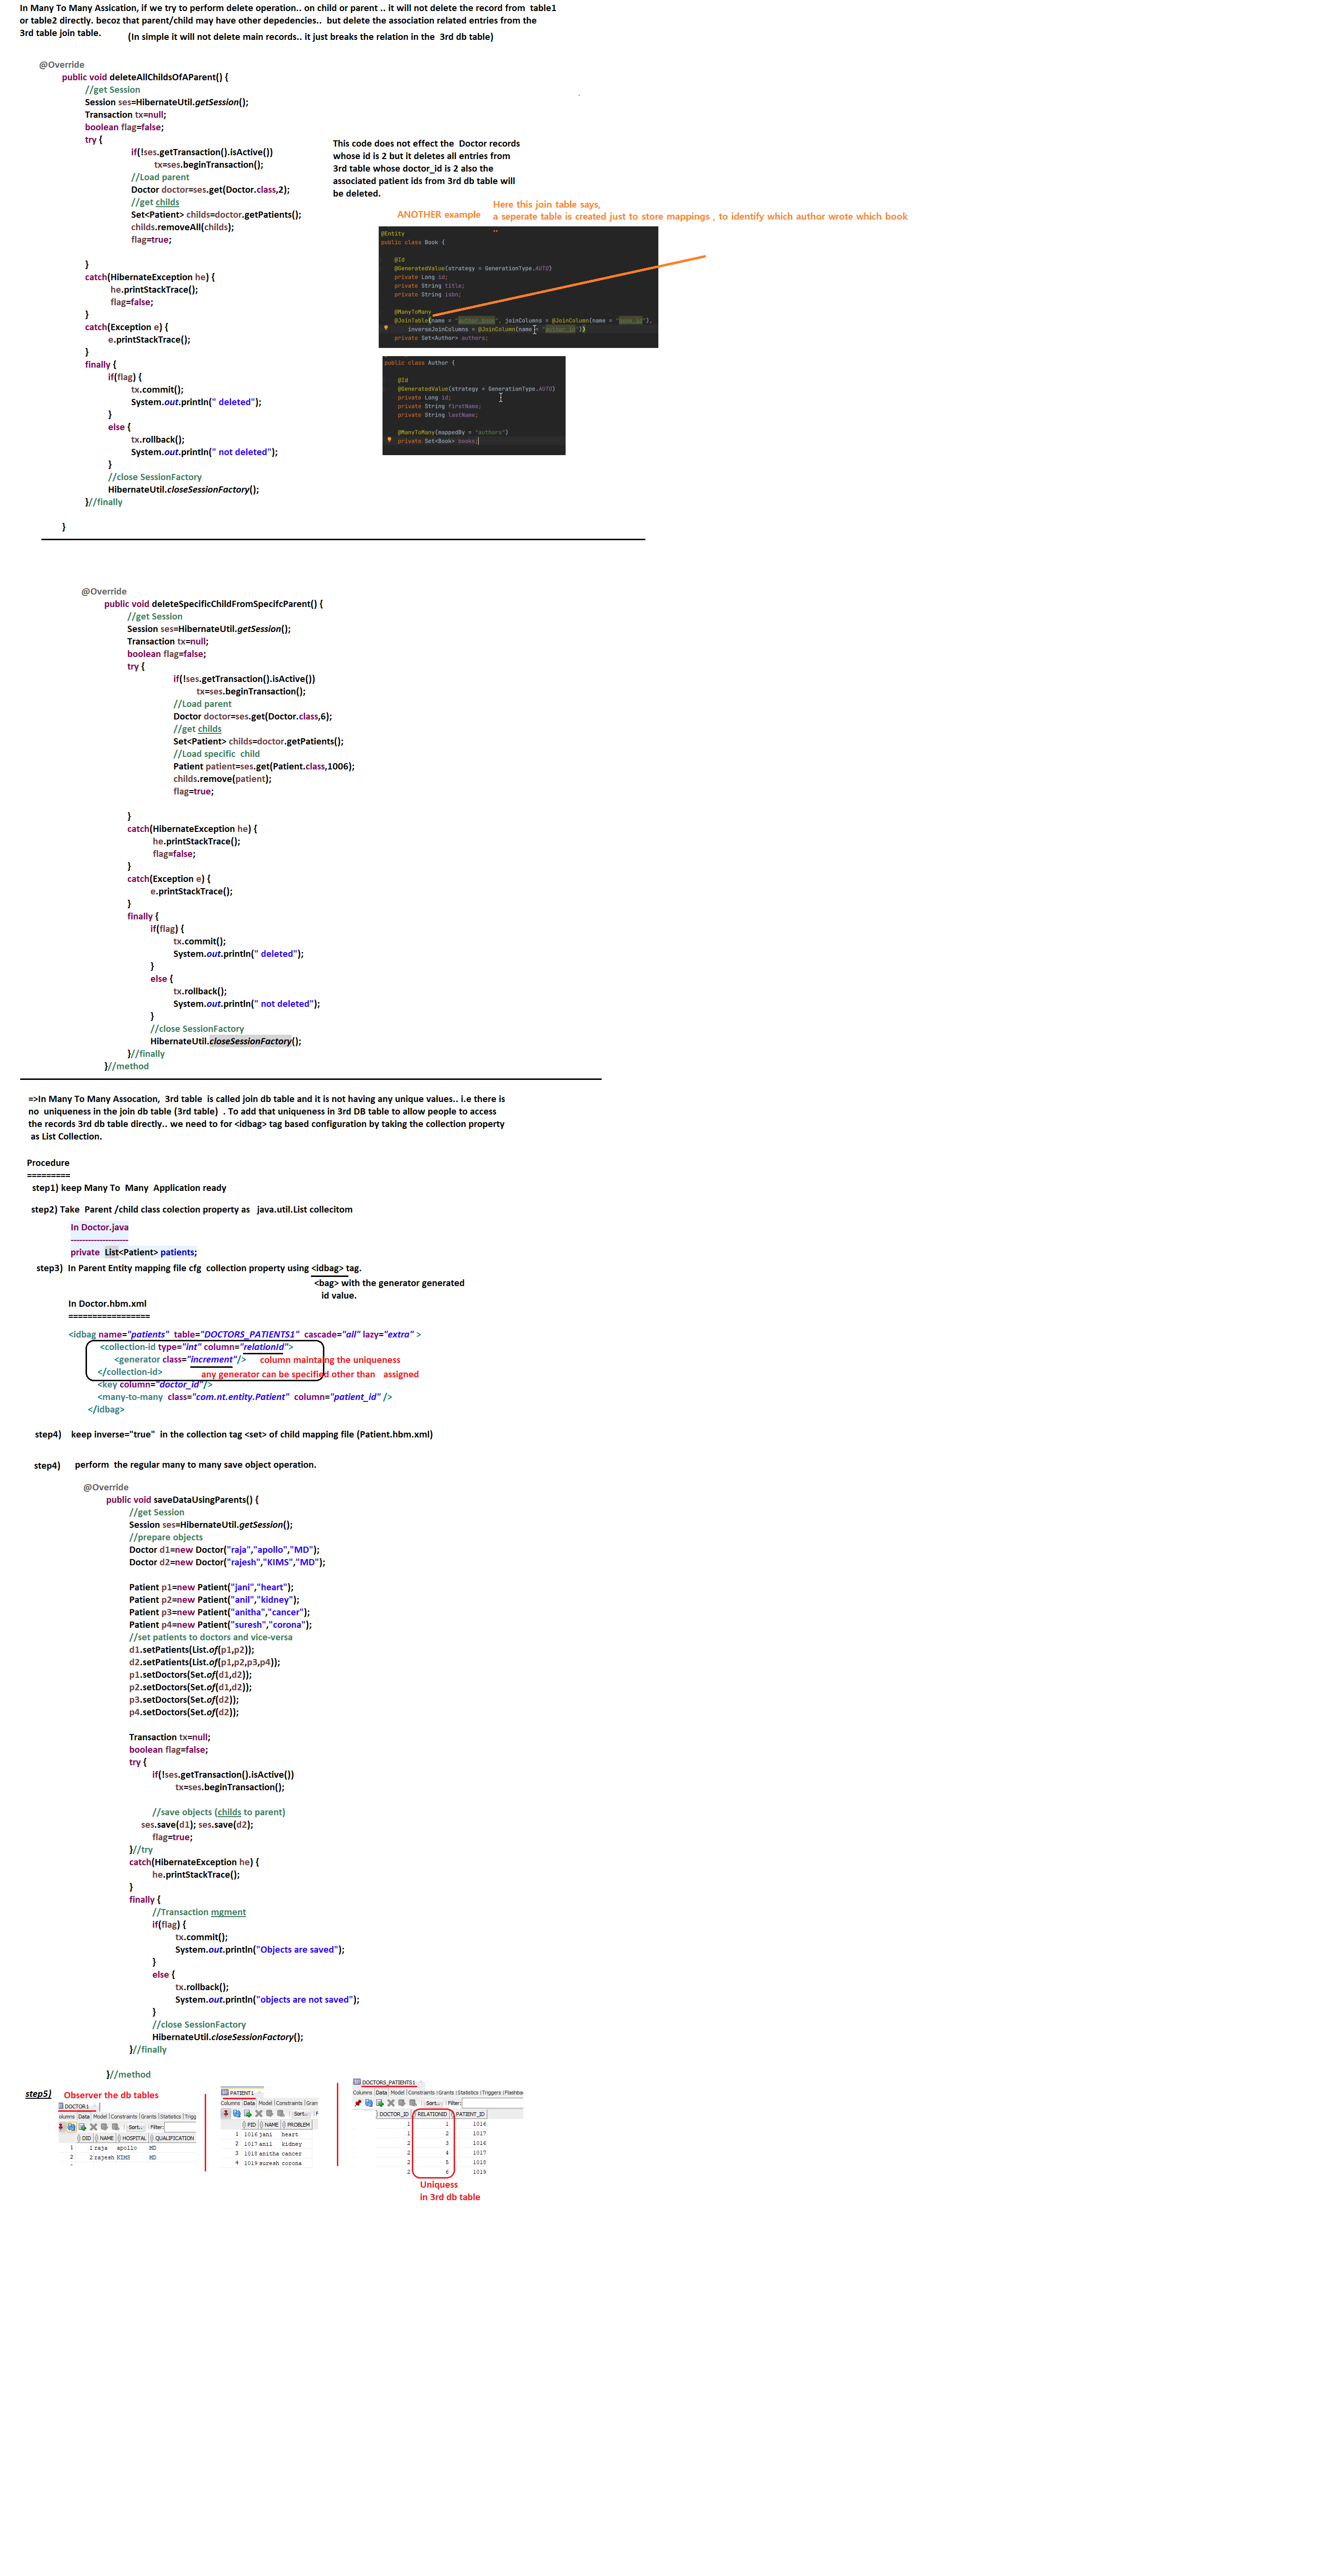 In Many To Many Assication, if we try to perform delete operation.. on child or parent .. it will not delete the record from  table1
or table2 directly. becoz that parent/child may have other depedencies..  but delete the association related entries from the
3rd table join table.
(In simple it will not delete main records.. it just breaks the relation in the  3rd db table)
@Override
public void deleteAllChildsOfAParent() {
//get Session
Session ses=HibernateUtil.getSession();
Transaction tx=null;
boolean flag=false;
try {
if(!ses.getTransaction().isActive())
tx=ses.beginTransaction();
//Load parent
Doctor doctor=ses.get(Doctor.class,2);
//get childs
Set<Patient> childs=doctor.getPatients();
childs.removeAll(childs);
flag=true;
}
catch(HibernateException he) {
he.printStackTrace();
flag=false;
}
catch(Exception e) {
e.printStackTrace();
}
finally {
if(flag) {
tx.commit();
System.out.println(" deleted");
}
else {
tx.rollback();
System.out.println(" not deleted");
}
//close SessionFactory
HibernateUtil.closeSessionFactory();
}//finally
}
This code does not effect the  Doctor records
whose id is 2 but it deletes all entries from
3rd table whose doctor_id is 2 also the
associated patient ids from 3rd db table will
be deleted.
ANOTHER example
Here this join table says,
a seperate table is created just to store mappings , to identify which author wrote which book
@Entity
public class Book {
@Id
@GeneratedValue(strategy = GenerationType.AUTO)
private Long id;
private String title;
private String isbn;
@ManyToMany
@JoinTable(name = "author_book", joinColumns = @JoinColumn(name = "book_id"),
inverseJoinColumns = @JoinColumn(name = "author_id"))
private Set<Author> authors;
public class Author {
@Id
@GeneratedValue(strategy = GenerationType.AUTO)
private Long id;
private String firstName;
private String lastName;
@ManyToMany(mappedBy = "authors")
private Set<Book> books;
@Override
public void deleteSpecificChildFromSpecifcParent() {
//get Session
Session ses=HibernateUtil.getSession();
Transaction tx=null;
boolean flag=false;
try {
if(!ses.getTransaction().isActive())
tx=ses.beginTransaction();
//Load parent
Doctor doctor=ses.get(Doctor.class,6);
//get childs
Set<Patient> childs=doctor.getPatients();
//Load specific  child
Patient patient=ses.get(Patient.class,1006);
childs.remove(patient);
flag=true;
}
catch(HibernateException he) {
he.printStackTrace();
flag=false;
}
catch(Exception e) {
e.printStackTrace();
}
finally {
if(flag) {
tx.commit();
System.out.println(" deleted");
}
else {
tx.rollback();
System.out.println(" not deleted");
}
//close SessionFactory
HibernateUtil.closeSessionFactory();
}//finally
}//method
=>In Many To Many Assocation,  3rd table  is called join db table and it is not having any unique values.. i.e there is
no  uniqueness in the join db table (3rd table)  . To add that uniqueness in 3rd DB table to allow people to access
the records 3rd db table directly.. we need to for <idbag> tag based configuration by taking the collection property
as List Collection.
Procedure
=========
step1) keep Many To  Many  Application ready
step2) Take  Parent /child class colection property as   java.util.List collecitom
In Doctor.java
-------------------
private  List<Patient> patients;
step3)  In Parent Entity mapping file cfg  collection property using <idbag> tag.
<bag> with the generator generated
id value.
In Doctor.hbm.xml
=================
<idbag name="patients"  table="DOCTORS_PATIENTS1"  cascade="all" lazy="extra" >
<collection-id type="int" column="relationId">
<generator class="increment"/>
column maintaing the uniqueness
</collection-id>
any generator can be specified other than   assigned
<key column="doctor_id"/>
<many-to-many  class="com.nt.entity.Patient"  column="patient_id" />
</idbag>
step4)    keep inverse="true"  in the collection tag <set> of child mapping file (Patient.hbm.xml)
step4)      perform  the regular many to many save object operation.
@Override
public void saveDataUsingParents() {
//get Session
Session ses=HibernateUtil.getSession();
//prepare objects
Doctor d1=new Doctor("raja","apollo","MD");
Doctor d2=new Doctor("rajesh","KIMS","MD");
Patient p1=new Patient("jani","heart");
Patient p2=new Patient("anil","kidney");
Patient p3=new Patient("anitha","cancer");
Patient p4=new Patient("suresh","corona");
//set patients to doctors and vice-versa
d1.setPatients(List.of(p1,p2));
d2.setPatients(List.of(p1,p2,p3,p4));
p1.setDoctors(Set.of(d1,d2));
p2.setDoctors(Set.of(d1,d2));
p3.setDoctors(Set.of(d2));
p4.setDoctors(Set.of(d2));
Transaction tx=null;
boolean flag=false;
try {
if(!ses.getTransaction().isActive())
tx=ses.beginTransaction();
//save objects (childs to parent)
ses.save(d1); ses.save(d2);
flag=true;
}//try
catch(HibernateException he) {
he.printStackTrace();
}
finally {
//Transaction mgment
if(flag) {
tx.commit();
System.out.println("Objects are saved");
}
else {
tx.rollback();
System.out.println("objects are not saved");
}
//close SessionFactory
HibernateUtil.closeSessionFactory();
}//finally
}//method
step5)    Observer the db tables
DOCTOR1
olumns Data Model Constraints Grants Statistics Trigg
Sort.. Filter:
DID NAME HOSPITAL QUALIFICATION
1 1 raja apollo MD
2 2 rajesh KIMS MD
PATIENT1
Columns Data Model Constraints Gran
Sort.. F
PID NAME PROBLEM
1 1016 jani heart
2 1017 anil kidney
3 1018 anitha cancer
4 1019 suresh corona
DOCTORS_PATIENTS1
Columns Data Model Constraints Grants Statistics Triggers Flashba
Sort.. Filter:
DOCTOR_ID RELATIONID PATIENT_ID
1 1 1016
1 2 1017
2 3 1016
2 4 1017
2 5 1018
2 6 1019
Uniquess
in 3rd db table